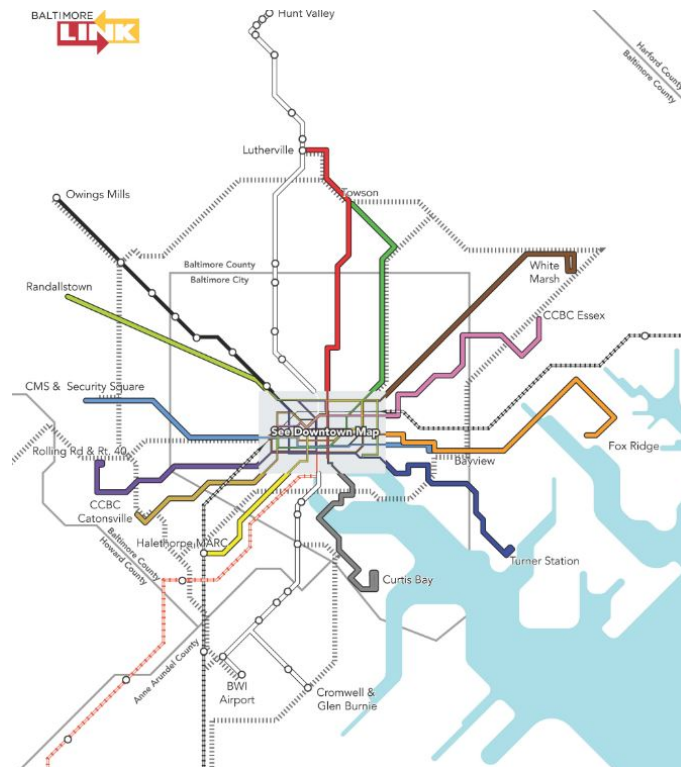 BALTIMORE
LINK
Hunt Valley
Harford County
Baltimore County
Lutherville
Towson
Owings Mills
Baltimore County
Baltimore City
White
Marsh
Randallstown
CCBC Essex
CMS & Security Square
See Downtown Map
Rolling Rd & Rt. 40
Fox Ridge
Bayview
CCBC
Catonsville
Halethorpe MARC
Baltimore County
Howard County
Turner Station
Curtis Bay
Anne Arundel County
BWI
Airport
Cromwell &
Glen Burnie